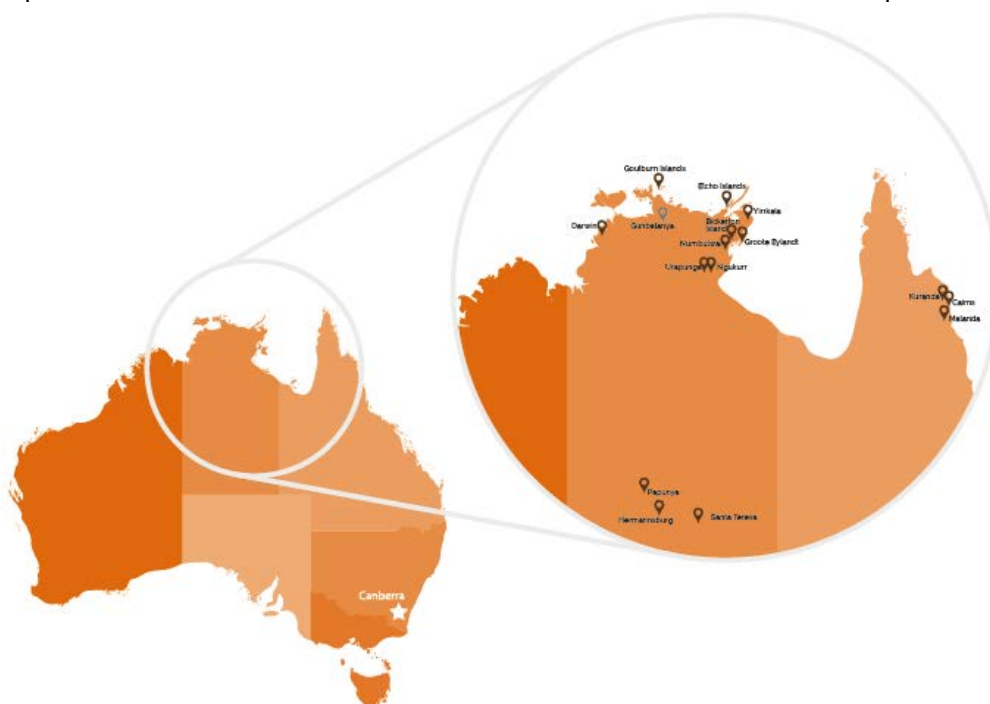 Goulburn Islands
Elcho Islands
Yirrkala
Darwin
Gunbalanya
Bickerton
Island
Groote Eylandt
Numbulwa
Urapunga
Ngukurr
Kuranda
Cairns
Malanda
Papunya
Hermannsburg
Santa Teresa
Canberra